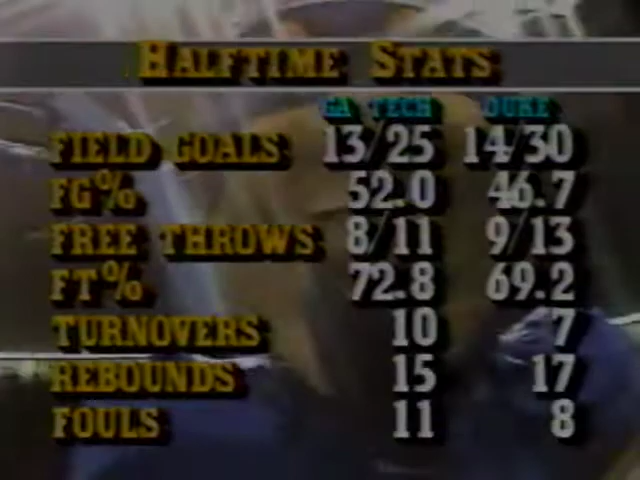 HALFTIME STATS
GA TECH DUKE
FIELD GOALS 13/25 14/30
FG% 52.0 46.7
FREE THROWS 8/11 9/13
FT% 72.8 69.2
TURNOVERS 10 7
REBOUNDS 15 17
FOULS 11 8